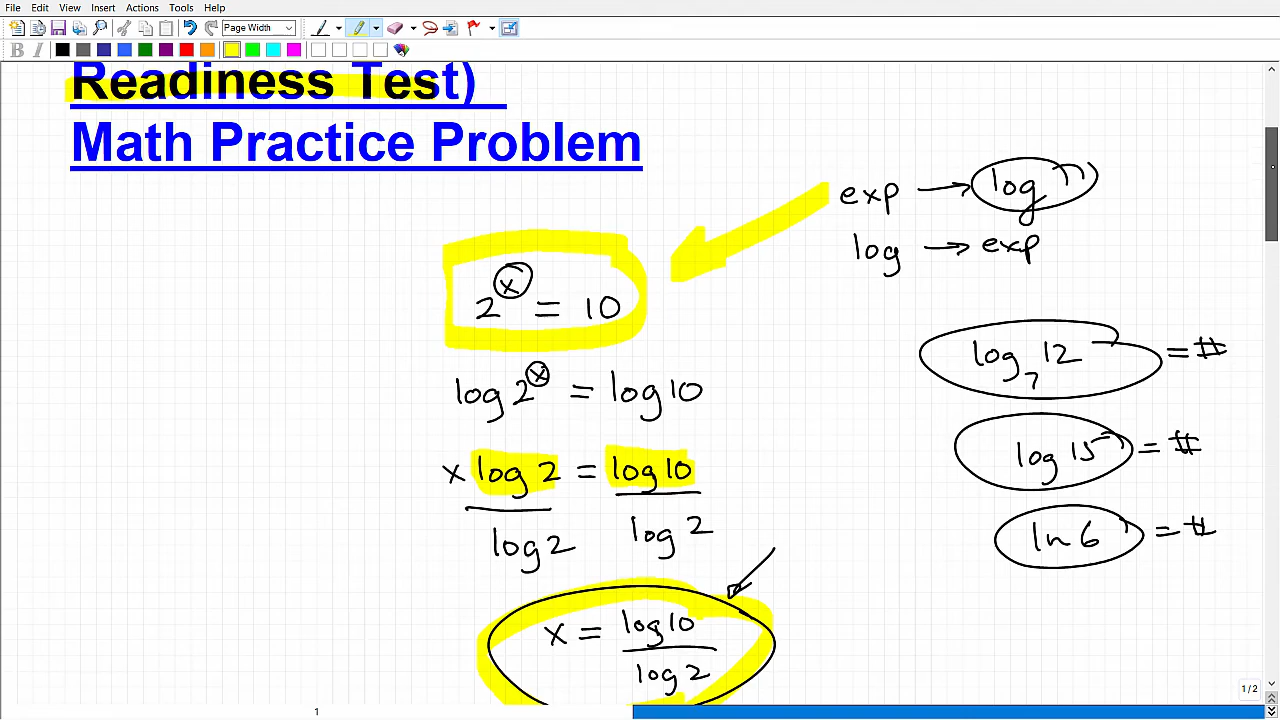 File Edit View Insert Actions Tools Help
Page Width
B I
Readiness Test)
Math Practice Problem
exp → log
log → exp
2^x = 10
log 2^x = log 10
x log 2 = log 10
log 2 log 2
x = log 10
log 2
log_7 12 = #
log 15 = #
ln 6 = #
1/2
1